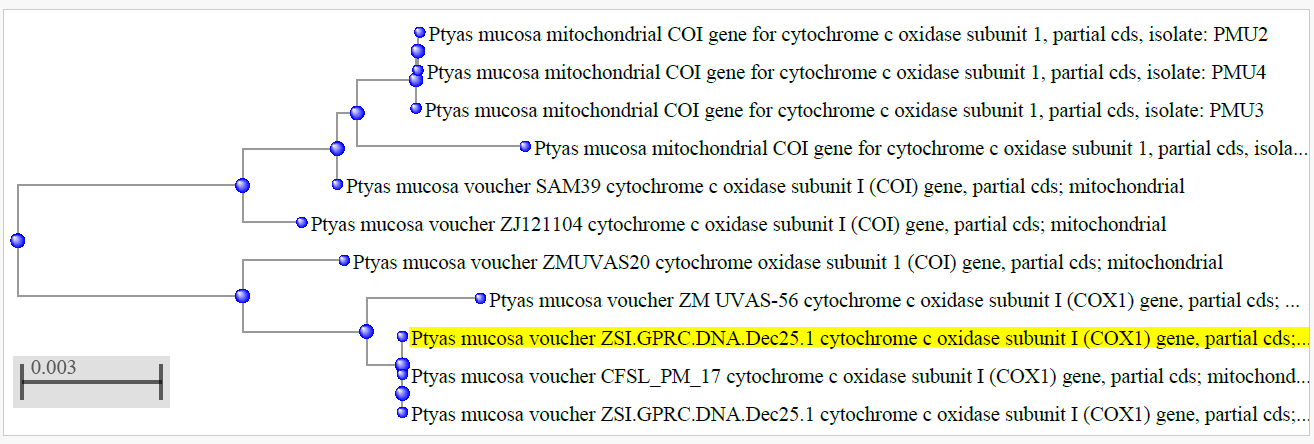 Ptyas mucosa mitochondrial COI gene for cytochrome c oxidase subunit 1, partial cds, isolate: PMU2
Ptyas mucosa mitochondrial COI gene for cytochrome c oxidase subunit 1, partial cds, isolate: PMU4
Ptyas mucosa mitochondrial COI gene for cytochrome c oxidase subunit 1, partial cds, isolate: PMU3
Ptyas mucosa mitochondrial COI gene for cytochrome c oxidase subunit 1, partial cds, isola...
Ptyas mucosa voucher SAM39 cytochrome c oxidase subunit I (COI) gene, partial cds; mitochondrial
Ptyas mucosa voucher ZJ121104 cytochrome c oxidase subunit I (COI) gene, partial cds; mitochondrial
Ptyas mucosa voucher ZMUVAS20 cytochrome oxidase subunit 1 (COI) gene, partial cds; mitochondrial
Ptyas mucosa voucher ZM UVAS-56 cytochrome c oxidase subunit I (COX1) gene, partial cds; ...
Ptyas mucosa voucher ZSI.GPRC.DNA.Dec25.1 cytochrome c oxidase subunit I (COX1) gene, partial cds;...
0.003
Ptyas mucosa voucher CFSL_PM_17 cytochrome c oxidase subunit I (COX1) gene, partial cds; mitochond...
Ptyas mucosa voucher ZSI.GPRC.DNA.Dec25.1 cytochrome c oxidase subunit I (COX1) gene, partial cds;...